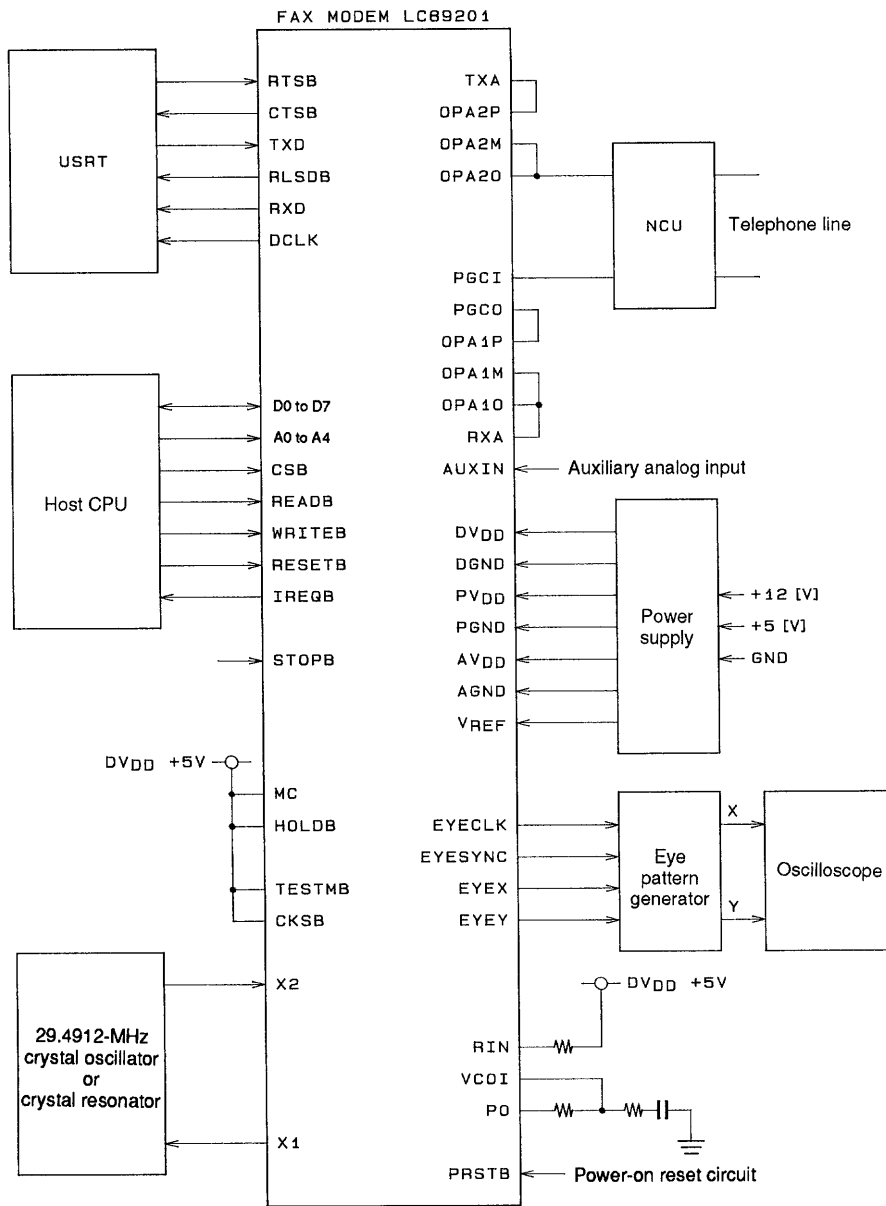 FAX MODEM LC89201
USRT
RTSB
CTSB
TXD
RLSDB
RXD
DCLK
TXA
OPA2P
OPA2M
OPA2O
NCU
Telephone line
PGCI
PGCO
OPA1P
OPA1M
OPA1O
RXA
AUXIN
Auxiliary analog input
Host CPU
D0 to D7
A0 to A4
CSB
READB
WRITEB
RESETB
IREQB
STOPB
DVDD
DGND
PVDD
PGND
AVDD
AGND
VREF
Power
supply
+12 [V]
+5 [V]
GND
DVDD +5V
MC
HOLDB
TESTMB
CKSB
EYECLK
EYESYNC
EYEX
EYEY
Eye
pattern
generator
X
Y
Oscilloscope
29.4912-MHz
crystal oscillator
or
crystal resonator
X2
X1
DVDD +5V
RIN
VCOI
PO
PRSTB
Power-on reset circuit